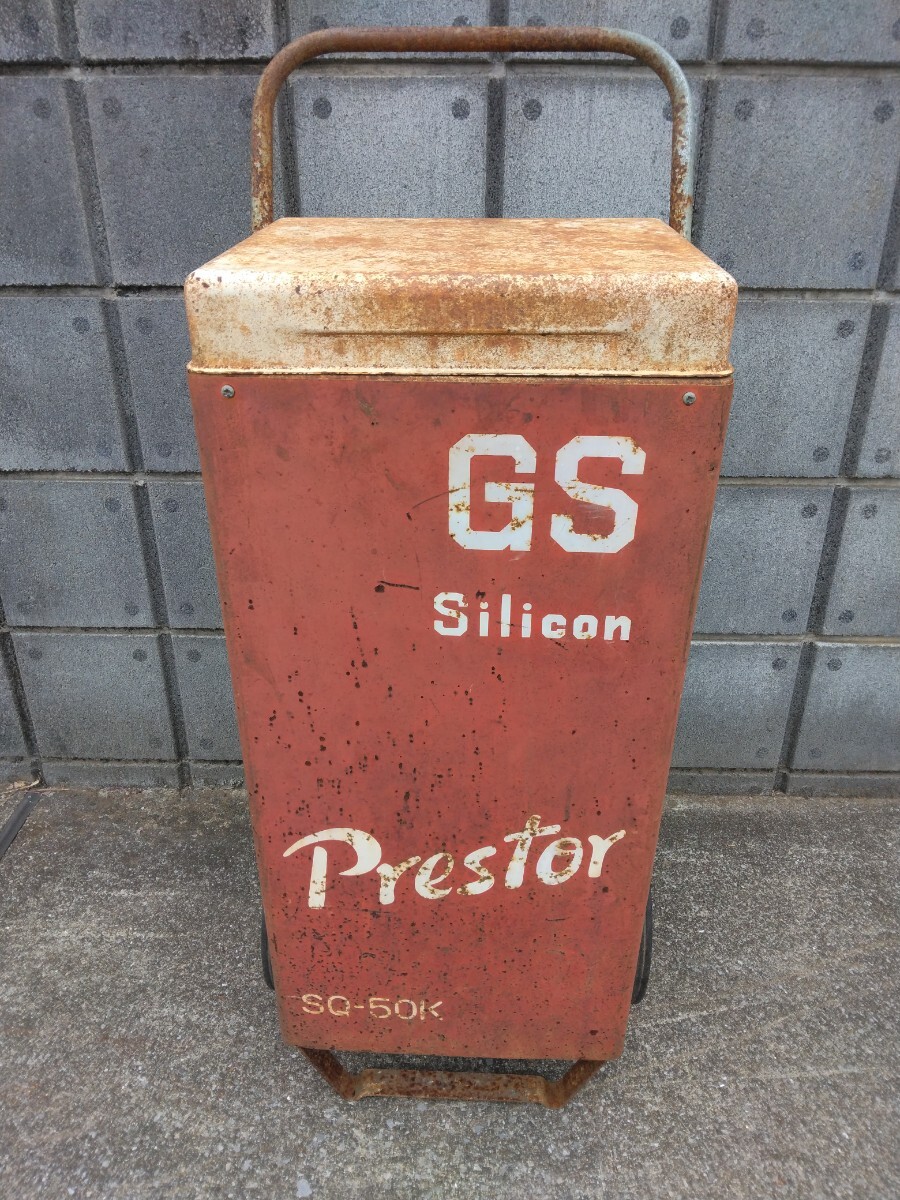 GS
Silicon
Prestor
SQ-50K